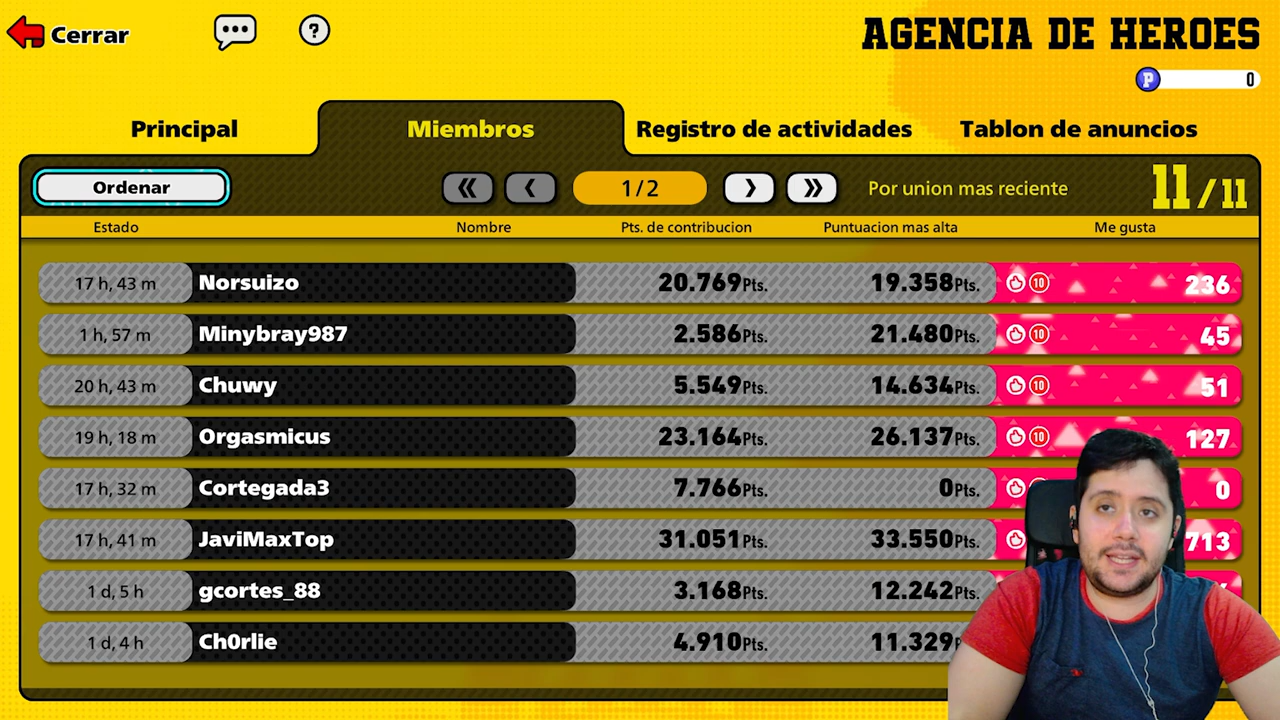 Cerrar
?
AGENCIA DE HEROES
P 0
Principal
Miembros
Registro de actividades
Tablon de anuncios
Ordenar
1/2
Por union mas reciente
11/11
Estado Nombre Pts. de contribucion Puntuacion mas alta Me gusta
17 h, 43 m Norsuizo 20.769Pts. 19.358Pts. 10 236
1 h, 57 m Minybray987 2.586Pts. 21.480Pts. 10 45
20 h, 43 m Chuwy 5.549Pts. 14.634Pts. 10 51
19 h, 18 m Orgasmicus 23.164Pts. 26.137Pts. 10 127
17 h, 32 m Cortegada3 7.766Pts. 0Pts. 0
17 h, 41 m JaviMaxTop 31.051Pts. 33.550Pts. 713
1 d, 5 h gcortes_88 3.168Pts. 12.242Pts.
1 d, 4 h Ch0rlie 4.910Pts. 11.329